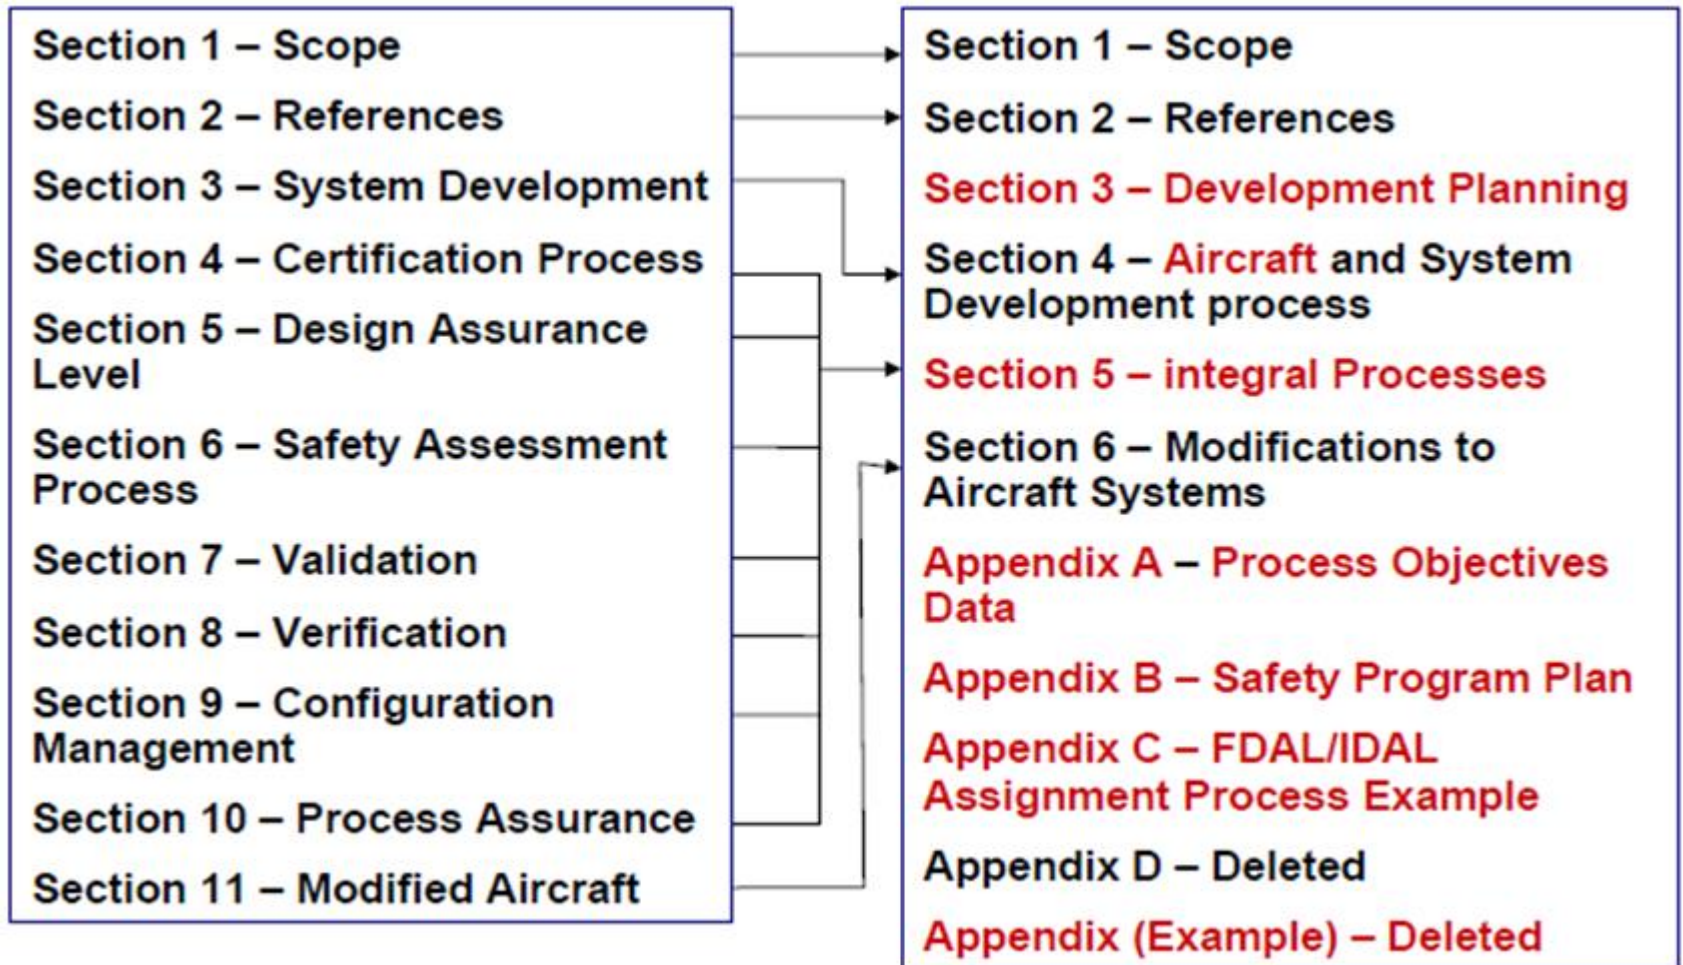 Section 1 – Scope
Section 2 – References
Section 3 – System Development
Section 4 – Certification Process
Section 5 – Design Assurance
Level
Section 6 – Safety Assessment
Process
Section 7 – Validation
Section 8 – Verification
Section 9 – Configuration
Management
Section 10 – Process Assurance
Section 11 – Modified Aircraft
Section 1 – Scope
Section 2 – References
Section 3 – Development Planning
Section 4 – Aircraft and System
Development process
Section 5 – integral Processes
Section 6 – Modifications to
Aircraft Systems
Appendix A – Process Objectives
Data
Appendix B – Safety Program Plan
Appendix C – FDAL/IDAL
Assignment Process Example
Appendix D – Deleted
Appendix (Example) – Deleted